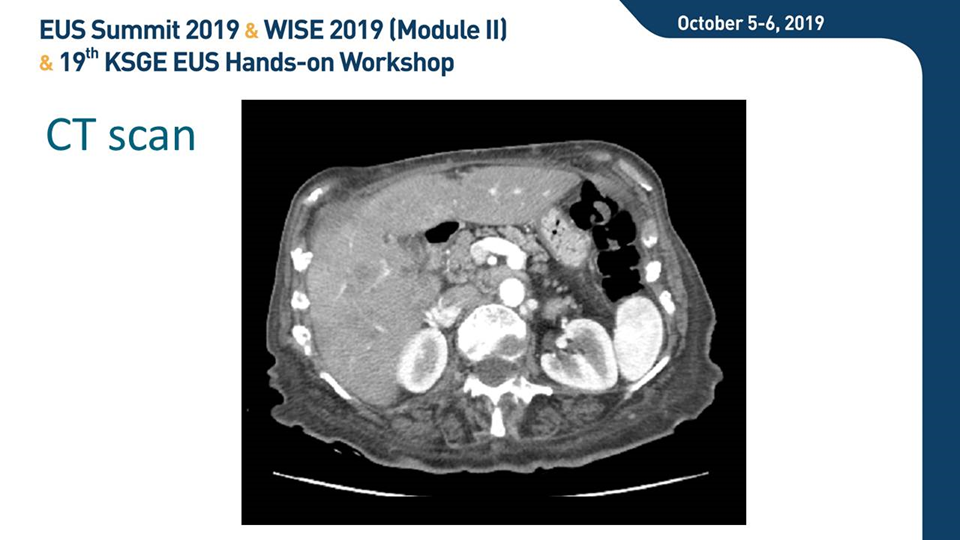 EUS Summit 2019 & WISE 2019 (Module II)
& 19th KSGE EUS Hands-on Workshop
October 5-6, 2019
CT scan